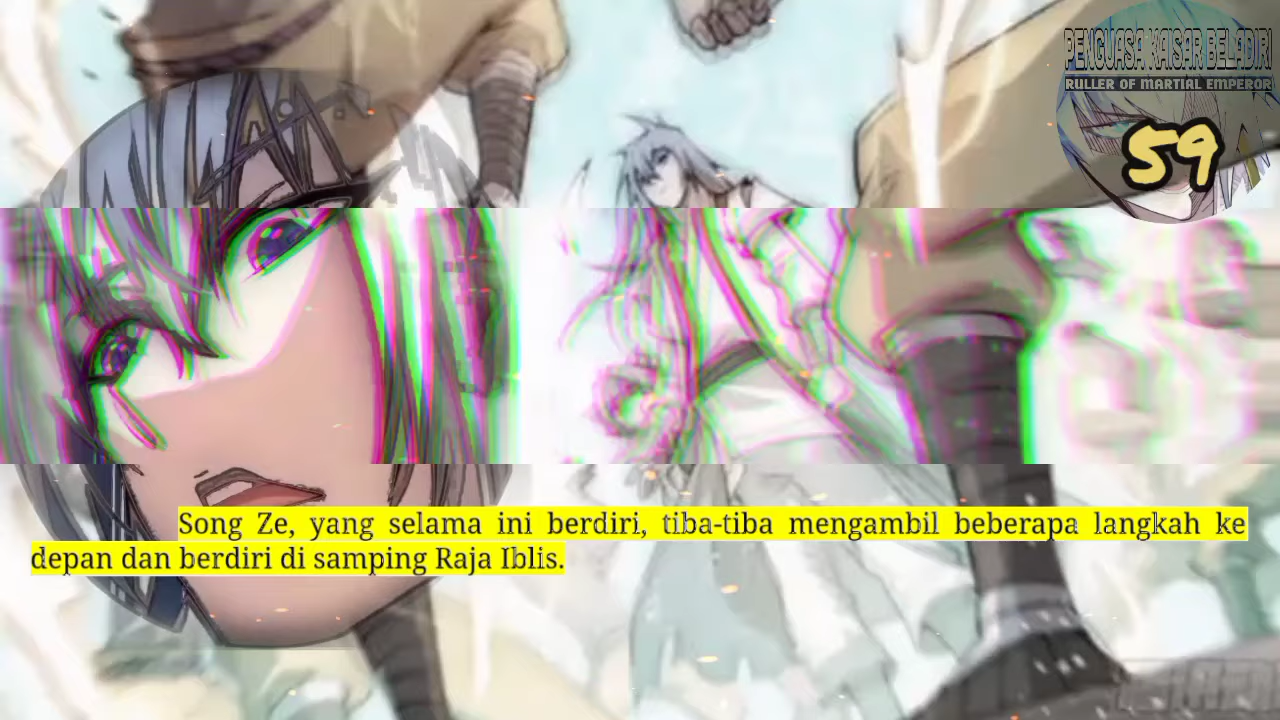 PENGUASA KAISAR BELADIRI
RULLER OF MARTIAL EMPEROR
59
Song Ze, yang selama ini berdiri, tiba-tiba mengambil beberapa langkah ke
depan dan berdiri di samping Raja Iblis.